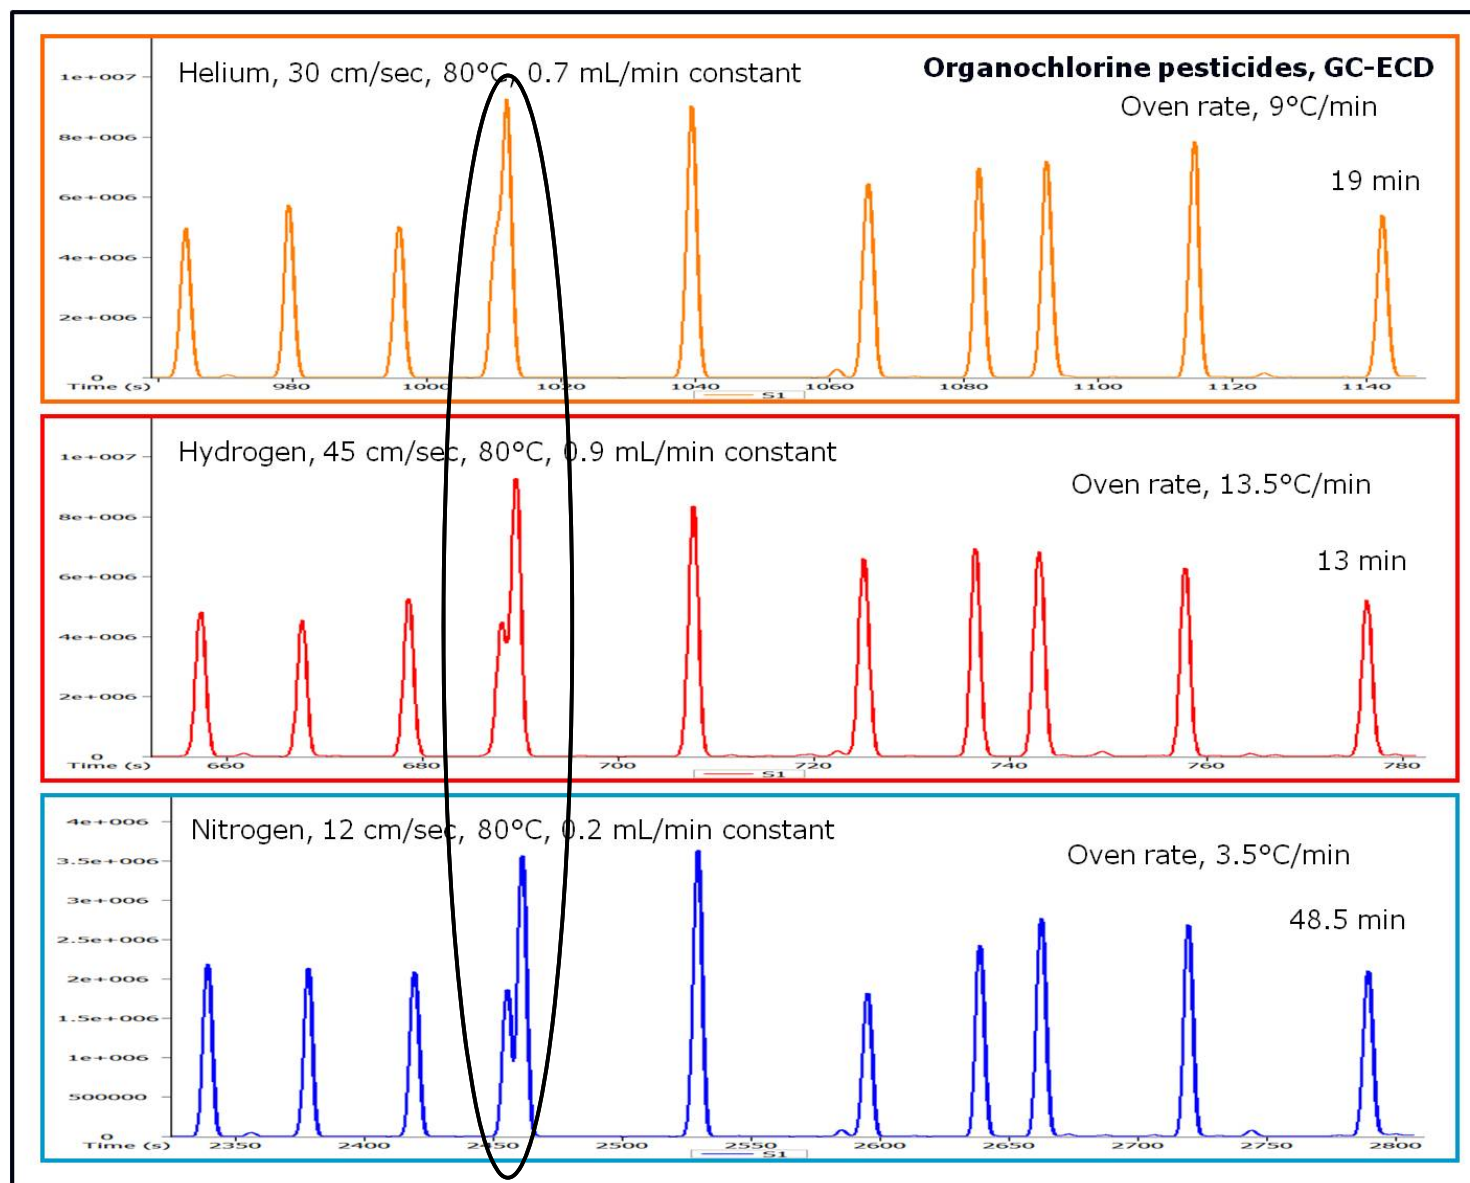 Organochlorine pesticides, GC-ECD
Helium, 30 cm/sec, 80°C, 0.7 mL/min constant
Oven rate, 9°C/min
19 min
1e+007
8e+006
6e+006
4e+006
2e+006
0
Time (s)
980
1000
1020
1040
1060
1080
1100
1120
1140
S1
Hydrogen, 45 cm/sec, 80°C, 0.9 mL/min constant
Oven rate, 13.5°C/min
13 min
1e+007
8e+006
6e+006
4e+006
2e+006
0
Time (s)
660
680
700
720
740
760
780
S1
Nitrogen, 12 cm/sec, 80°C, 0.2 mL/min constant
Oven rate, 3.5°C/min
48.5 min
4e+006
3.5e+006
3e+006
2.5e+006
2e+006
1.5e+006
1e+006
500000
0
Time (s)
2350
2400
2450
2500
2550
2600
2650
2700
2750
2800
S1